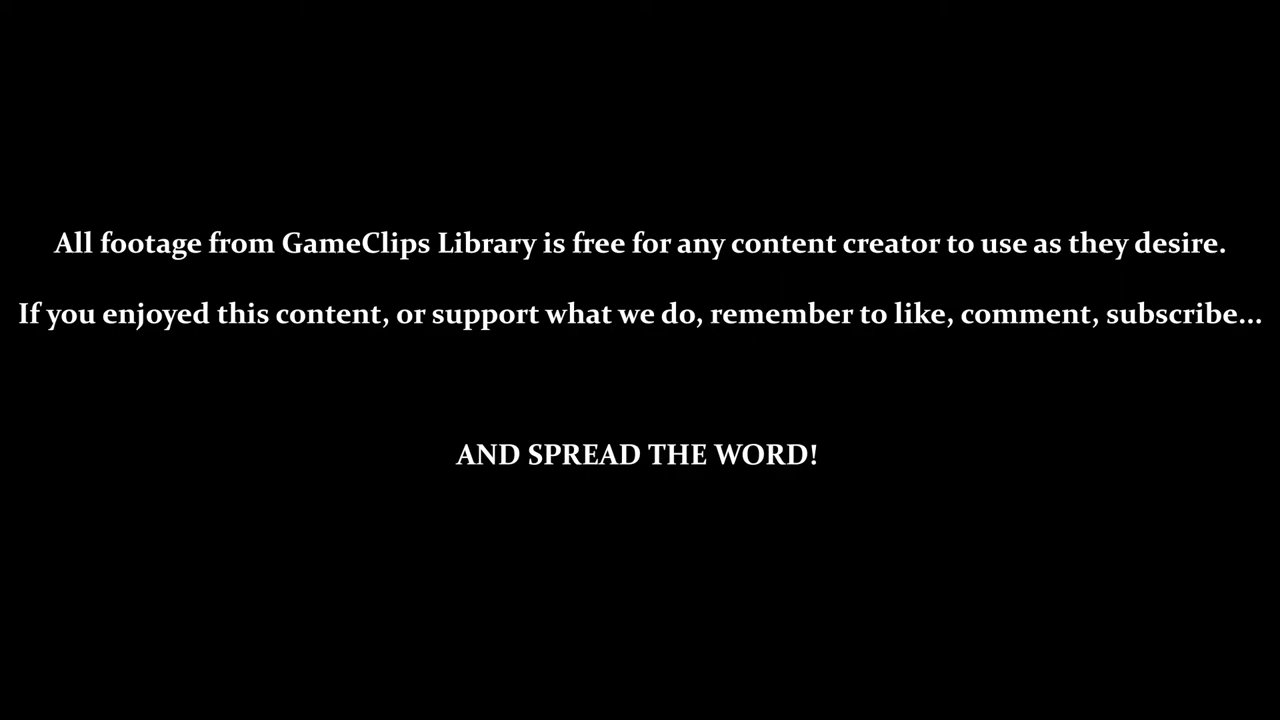 All footage from GameClips Library is free for any content creator to use as they desire.
If you enjoyed this content, or support what we do, remember to like, comment, subscribe...
AND SPREAD THE WORD!